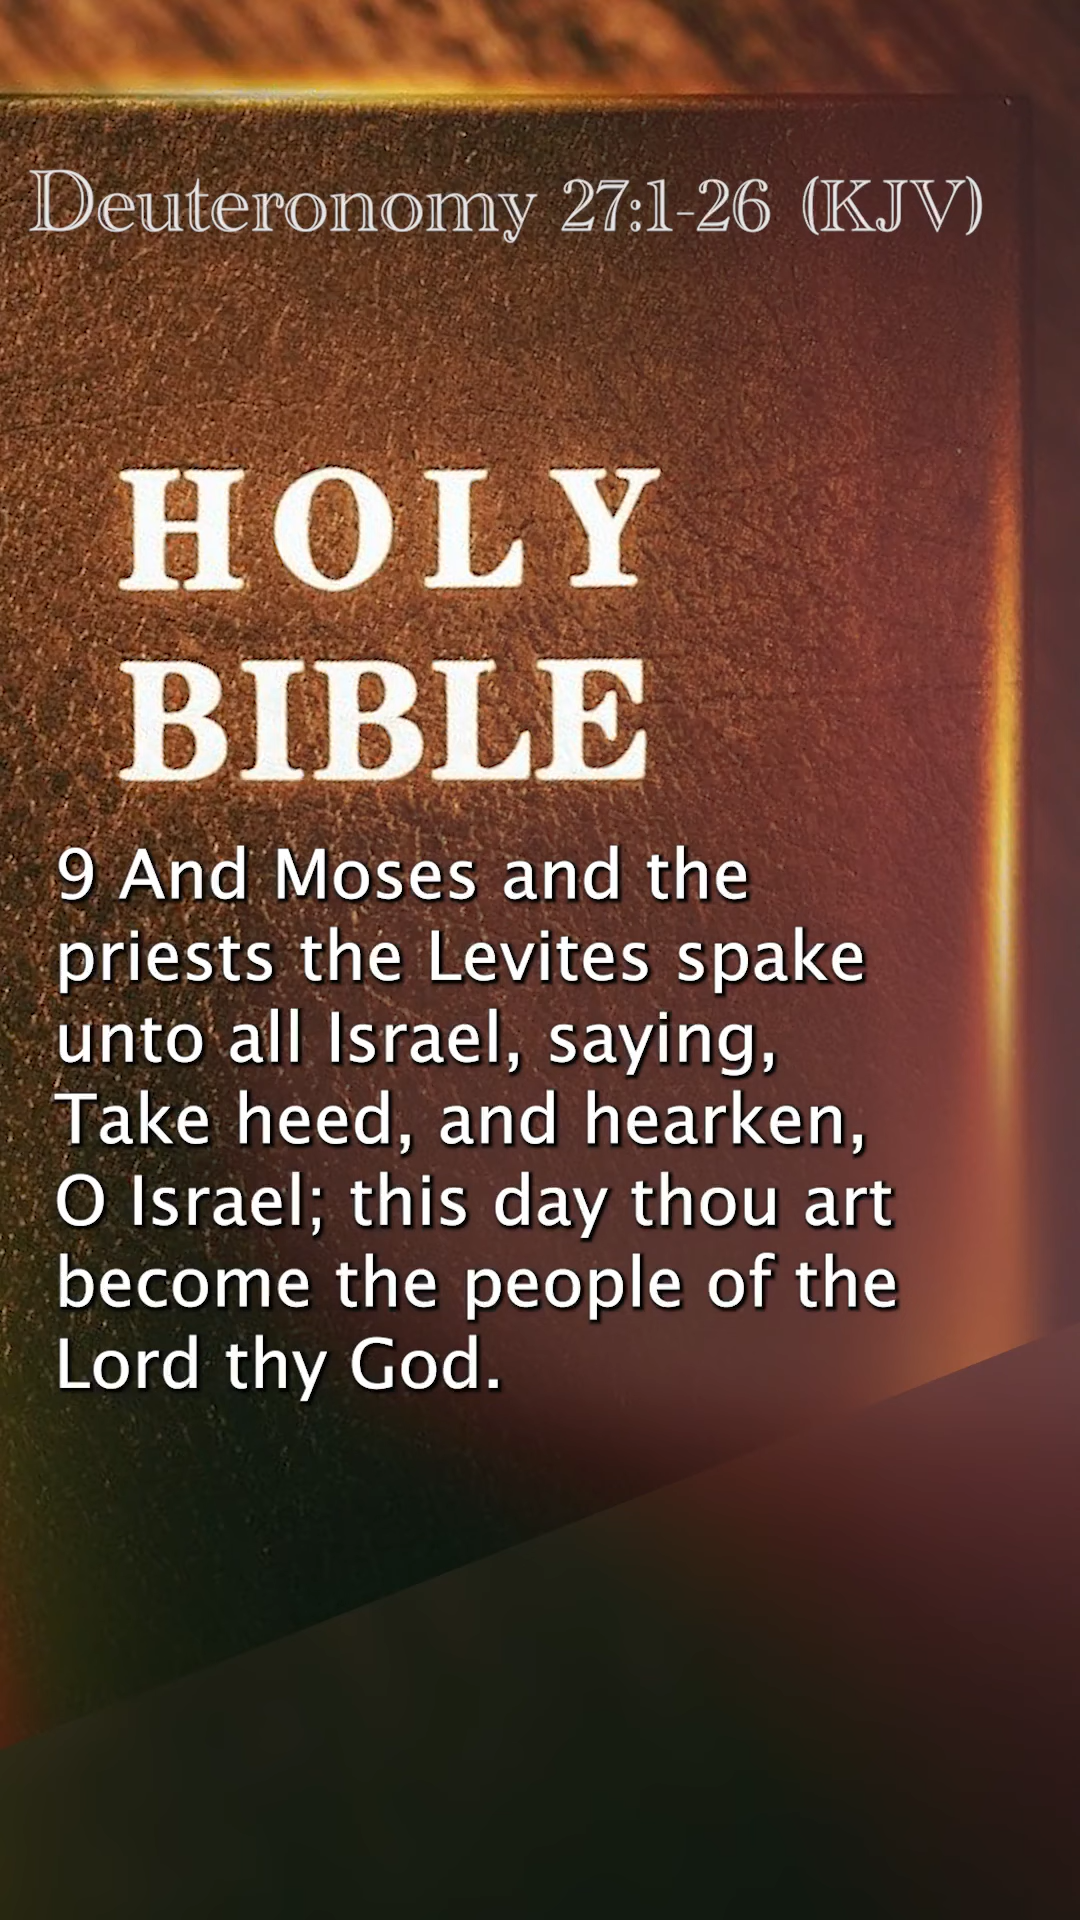 Deuteronomy 27:1-26 (KJV)
HOLY
BIBLE
9 And Moses and the
priests the Levites spake
unto all Israel, saying,
Take heed, and hearken,
O Israel; this day thou art
become the people of the
Lord thy God.